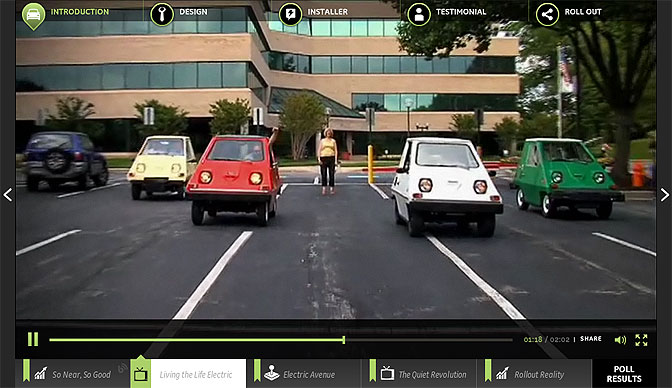 INTRODUCTION
DESIGN
INSTALLER
TESTIMONIAL
ROLL OUT
01:18 / 02:02 | SHARE
So Near, So Good
Living the Life Electric
Electric Avenue
The Quiet Revolution
Rollout Reality
POLL
RESULTS